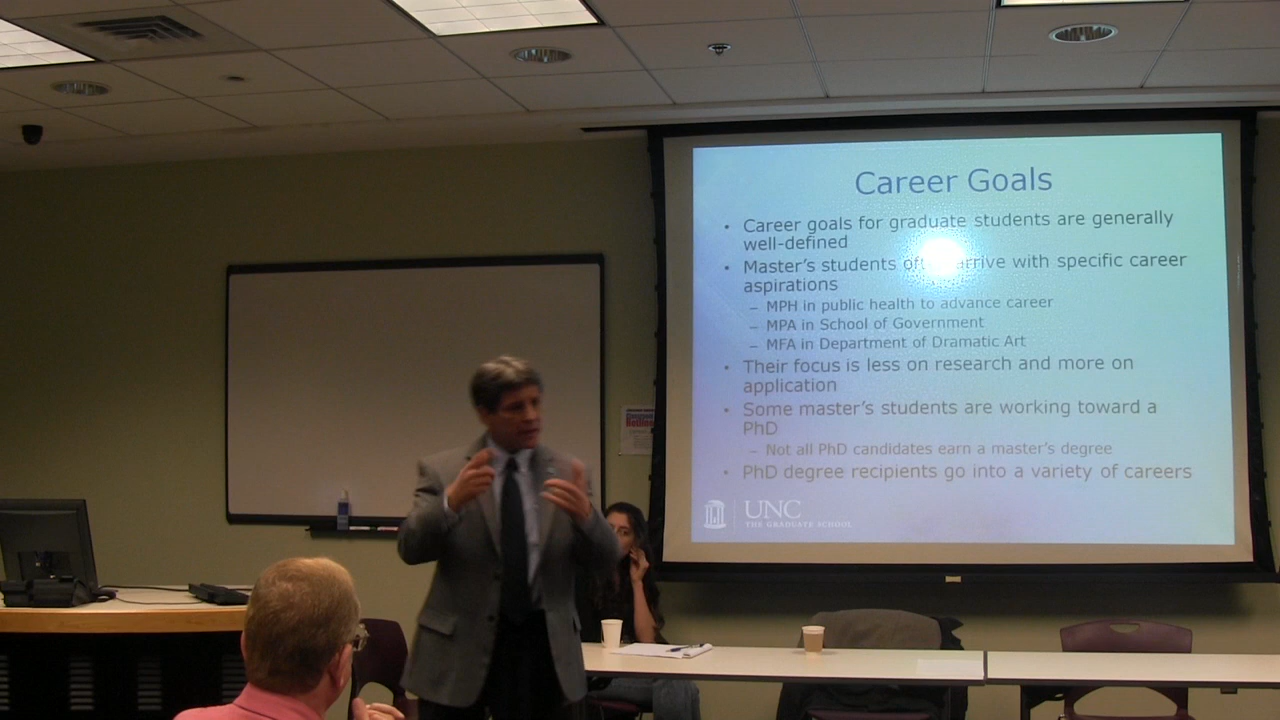 Career Goals
• Career goals for graduate students are generally
well-defined
• Master's students arrive with specific career
aspirations
– MPH in public health to advance career
– MPA in School of Government
– MFA in Department of Dramatic Art
• Their focus is less on research and more on
application
• Some master's students are working toward a
PhD
– Not all PhD candidates earn a master's degree
• PhD degree recipients go into a variety of careers
UNC
THE GRADUATE SCHOOL